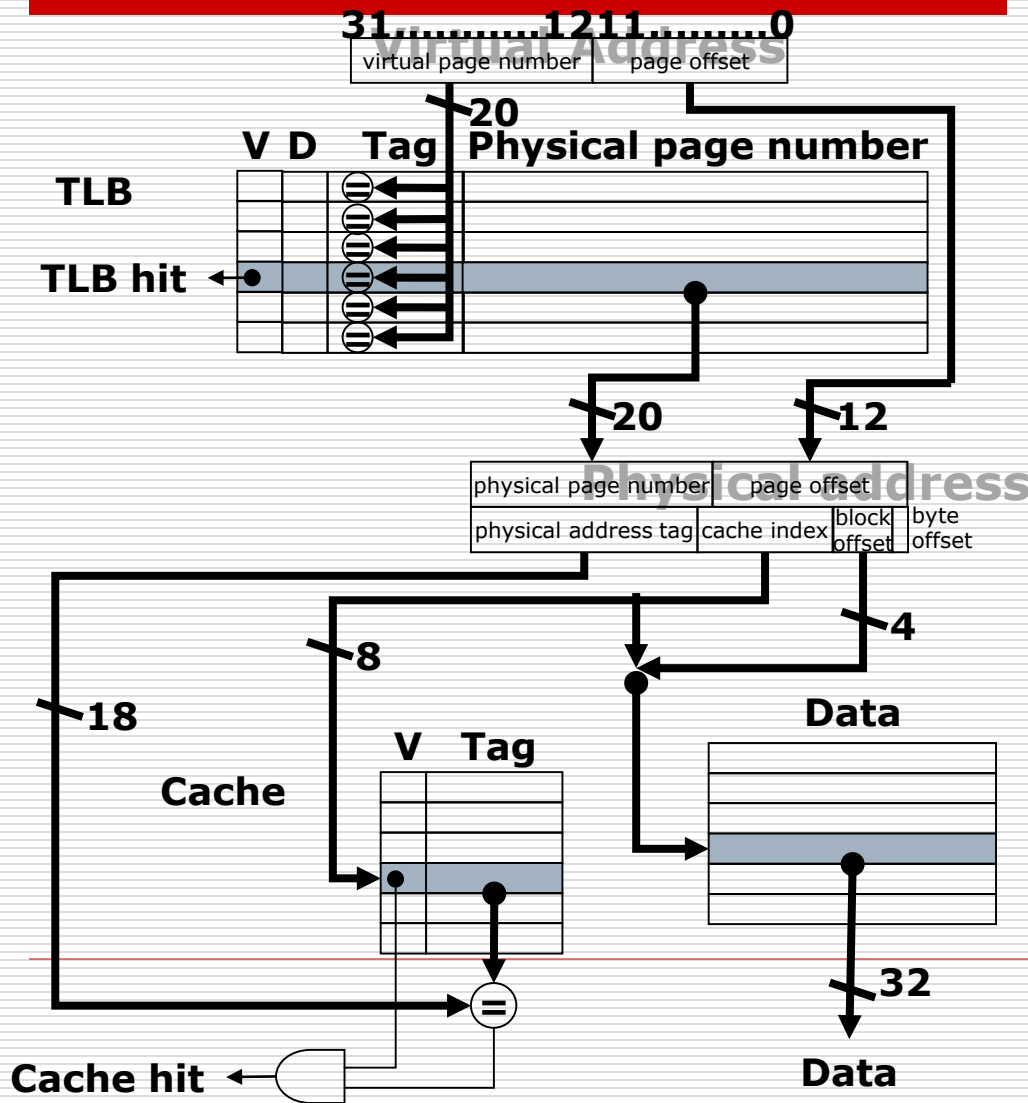 31...........1211.........0
Virtual Address
virtual page number page offset
20
V D Tag Physical page number
TLB
=
=
=
TLB hit
=
=
=
20 12
Physical address
physical page number page offset
physical address tag cache index block offset byte offset
4
8
18
Data
V Tag
Cache
32
=
Cache hit
Data